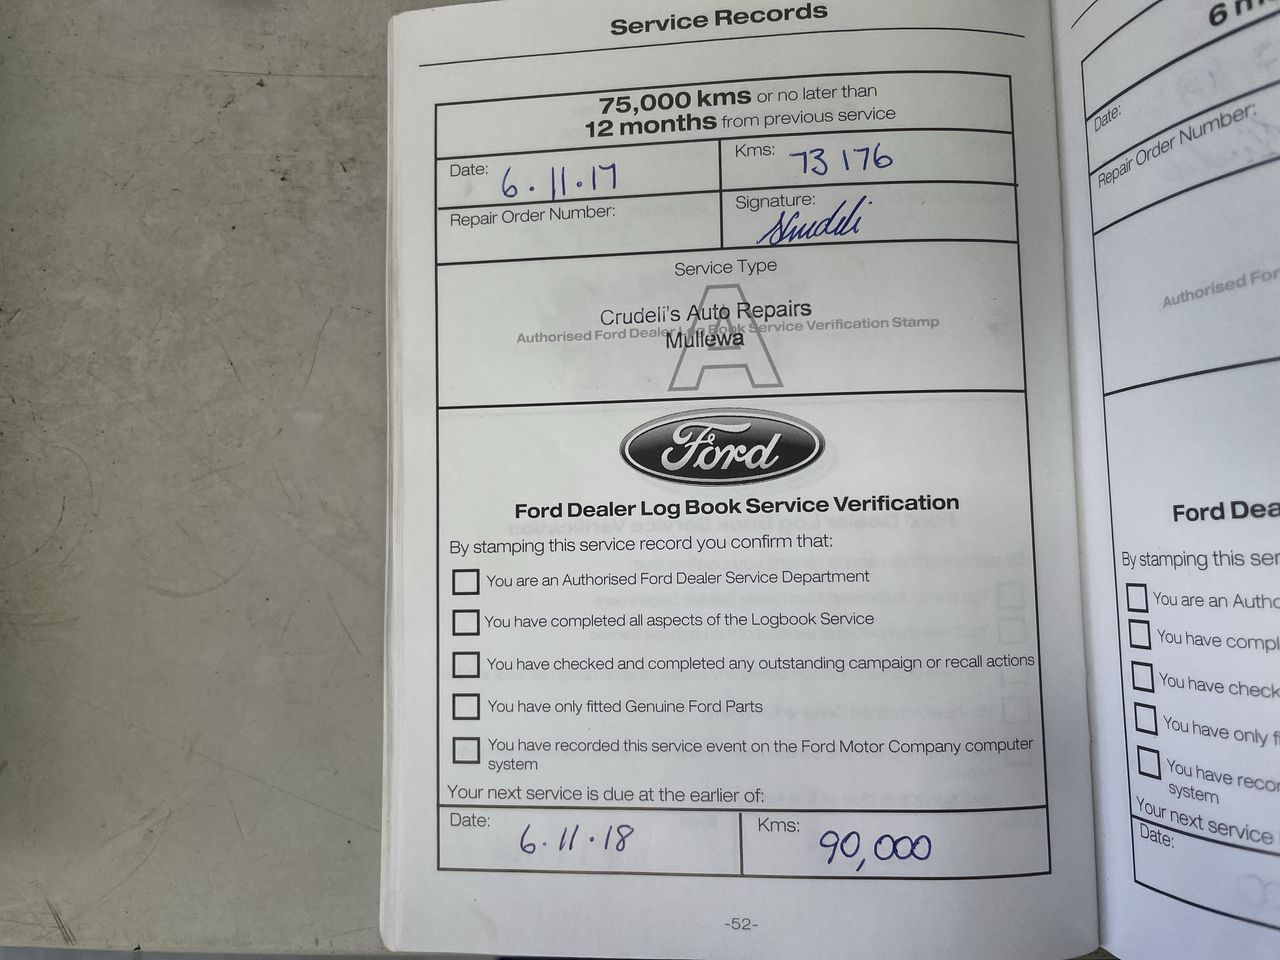 Service Records
75,000 kms or no later than
12 months from previous service
Date: 6.11.17
Kms: 73 176
Repair Order Number:
Signature:
Service Type
Crudeli's Auto Repairs
Authorised Ford Dealer Log Book Service Verification Stamp
Mullewa
A
Ford
Ford Dealer Log Book Service Verification
By stamping this service record you confirm that:
You are an Authorised Ford Dealer Service Department
You have completed all aspects of the Logbook Service
You have checked and completed any outstanding campaign or recall actions
You have only fitted Genuine Ford Parts
You have recorded this service event on the Ford Motor Company computer
system
Your next service is due at the earlier of:
Date: 6.11.18
Kms: 90,000
-52-
6
Date:
Repair Order Number:
Authorised For
Ford Dea
By stamping this ser
You are an Autho
You have compl
You have check
You have only fi
You have recor
system
Your next service
Date: